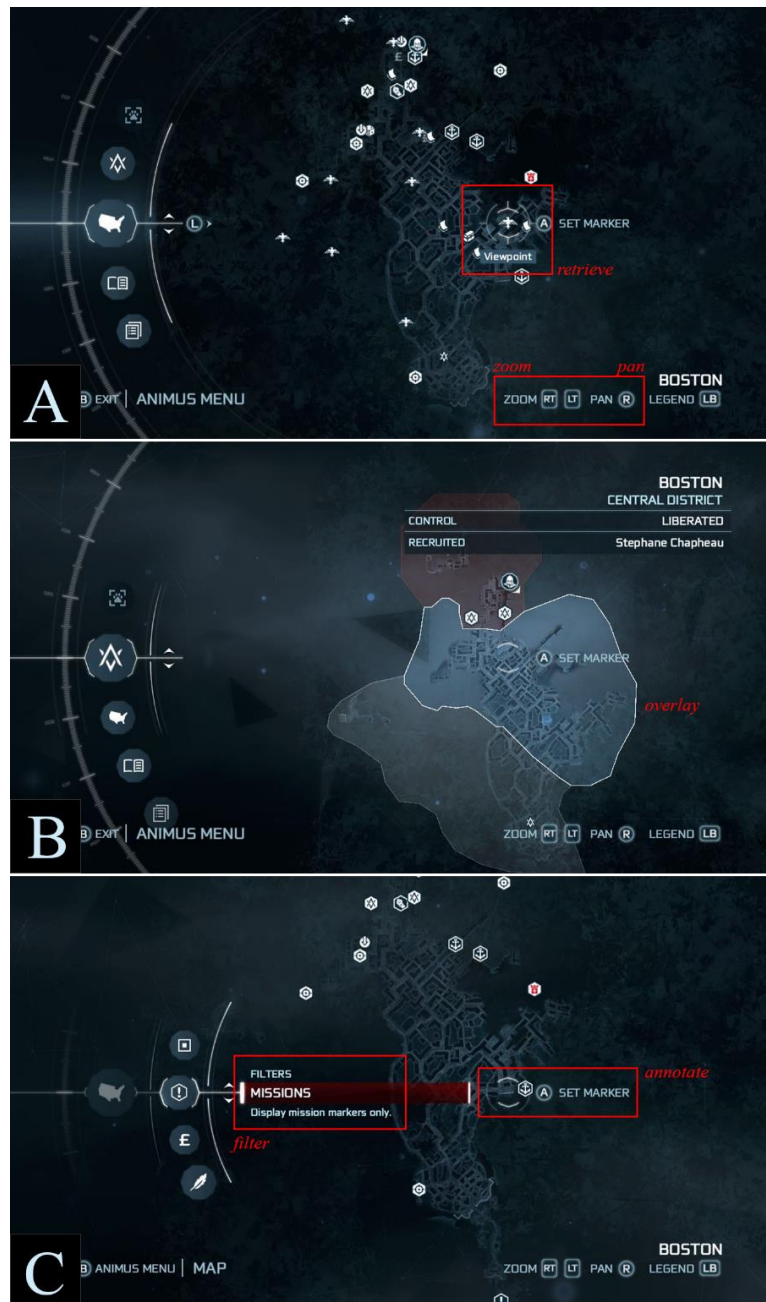 L
A SET MARKER
Viewpoint
retrieve
zoom pan
BOSTON
ZOOM RT LT PAN R LEGEND LB
A
B EXIT | ANIMUS MENU
BOSTON
CENTRAL DISTRICT
CONTROL LIBERATED
RECRUITED Stephane Chapheau
A SET MARKER
overlay
B
B EXIT | ANIMUS MENU
ZOOM RT LT PAN R LEGEND LB
annotate
FILTERS
MISSIONS
A SET MARKER
Display mission markers only.
£
filter
BOSTON
C
B ANIMUS MENU | MAP
ZOOM RT LT PAN R LEGEND LB